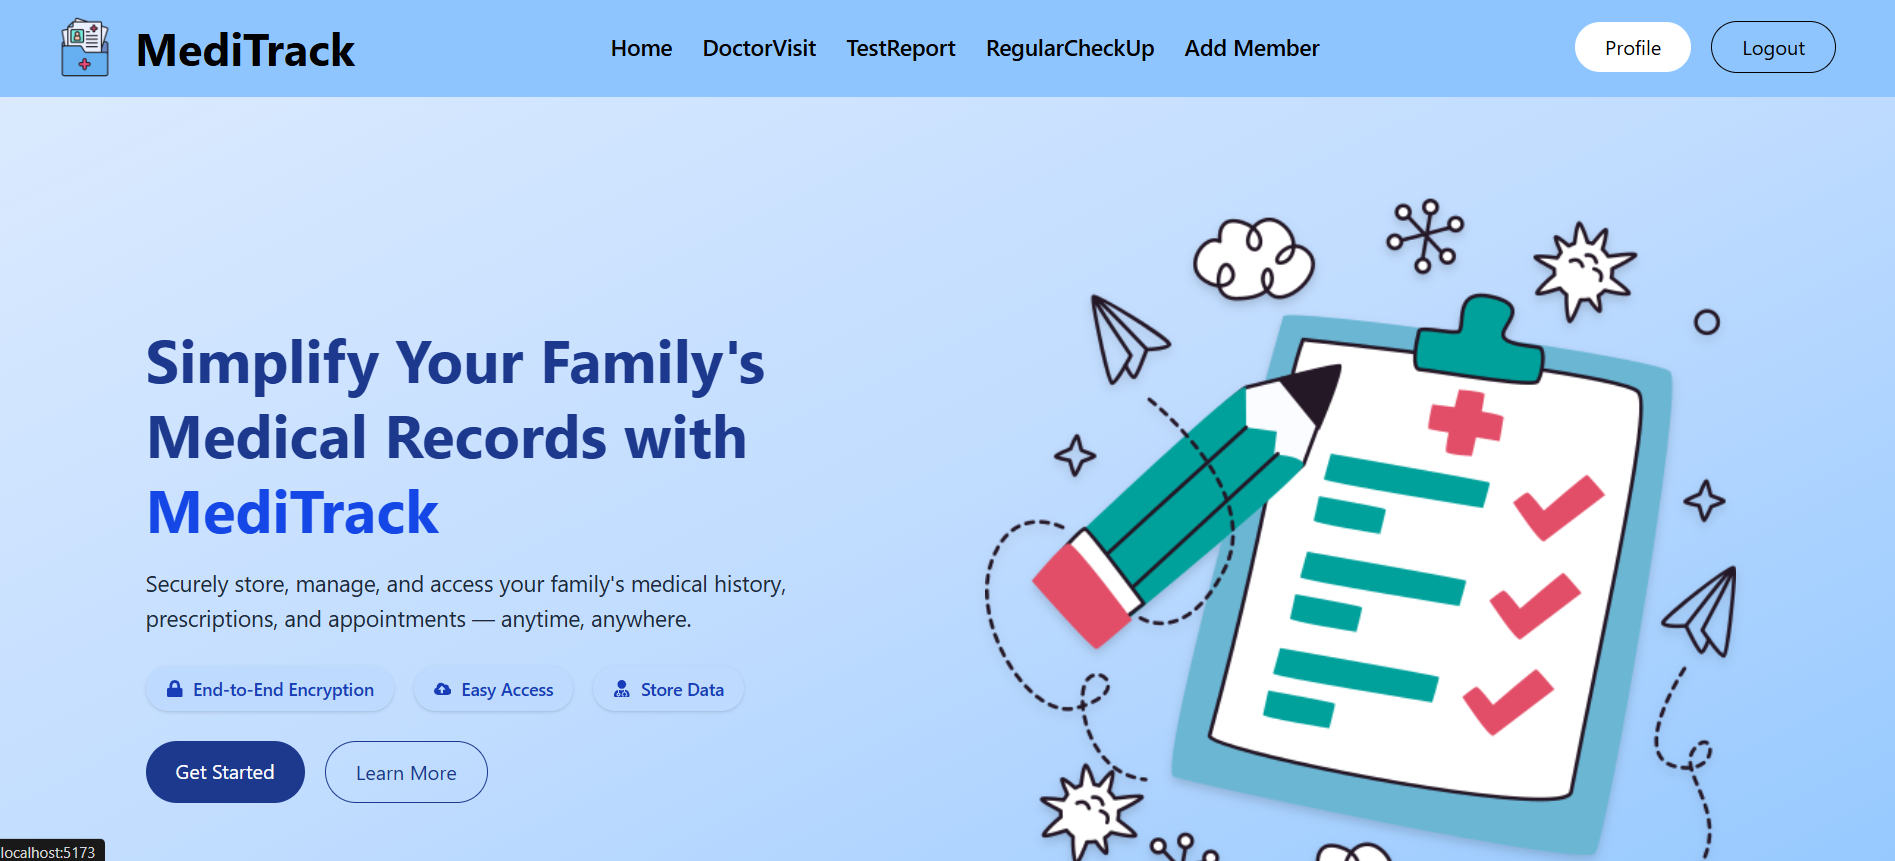 MediTrack
Home DoctorVisit TestReport RegularCheckUp Add Member
Profile Logout
Simplify Your Family's
Medical Records with
MediTrack
Securely store, manage, and access your family's medical history,
prescriptions, and appointments — anytime, anywhere.
End-to-End Encryption Easy Access Store Data
Get Started Learn More
localhost:5173